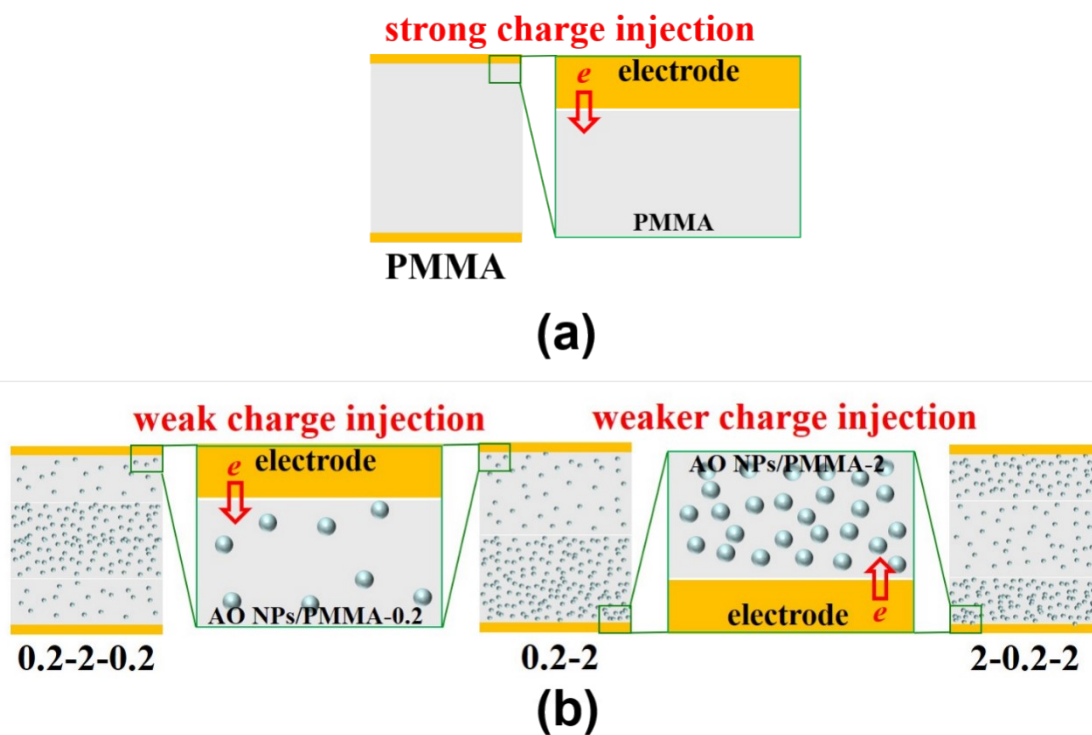 strong charge injection
e
electrode
PMMA
PMMA
(a)
weak charge injection
weaker charge injection
e
electrode
AO NPs/PMMA-0.2
AO NPs/PMMA-2
electrode
e
0.2-2-0.2
0.2-2
2-0.2-2
(b)